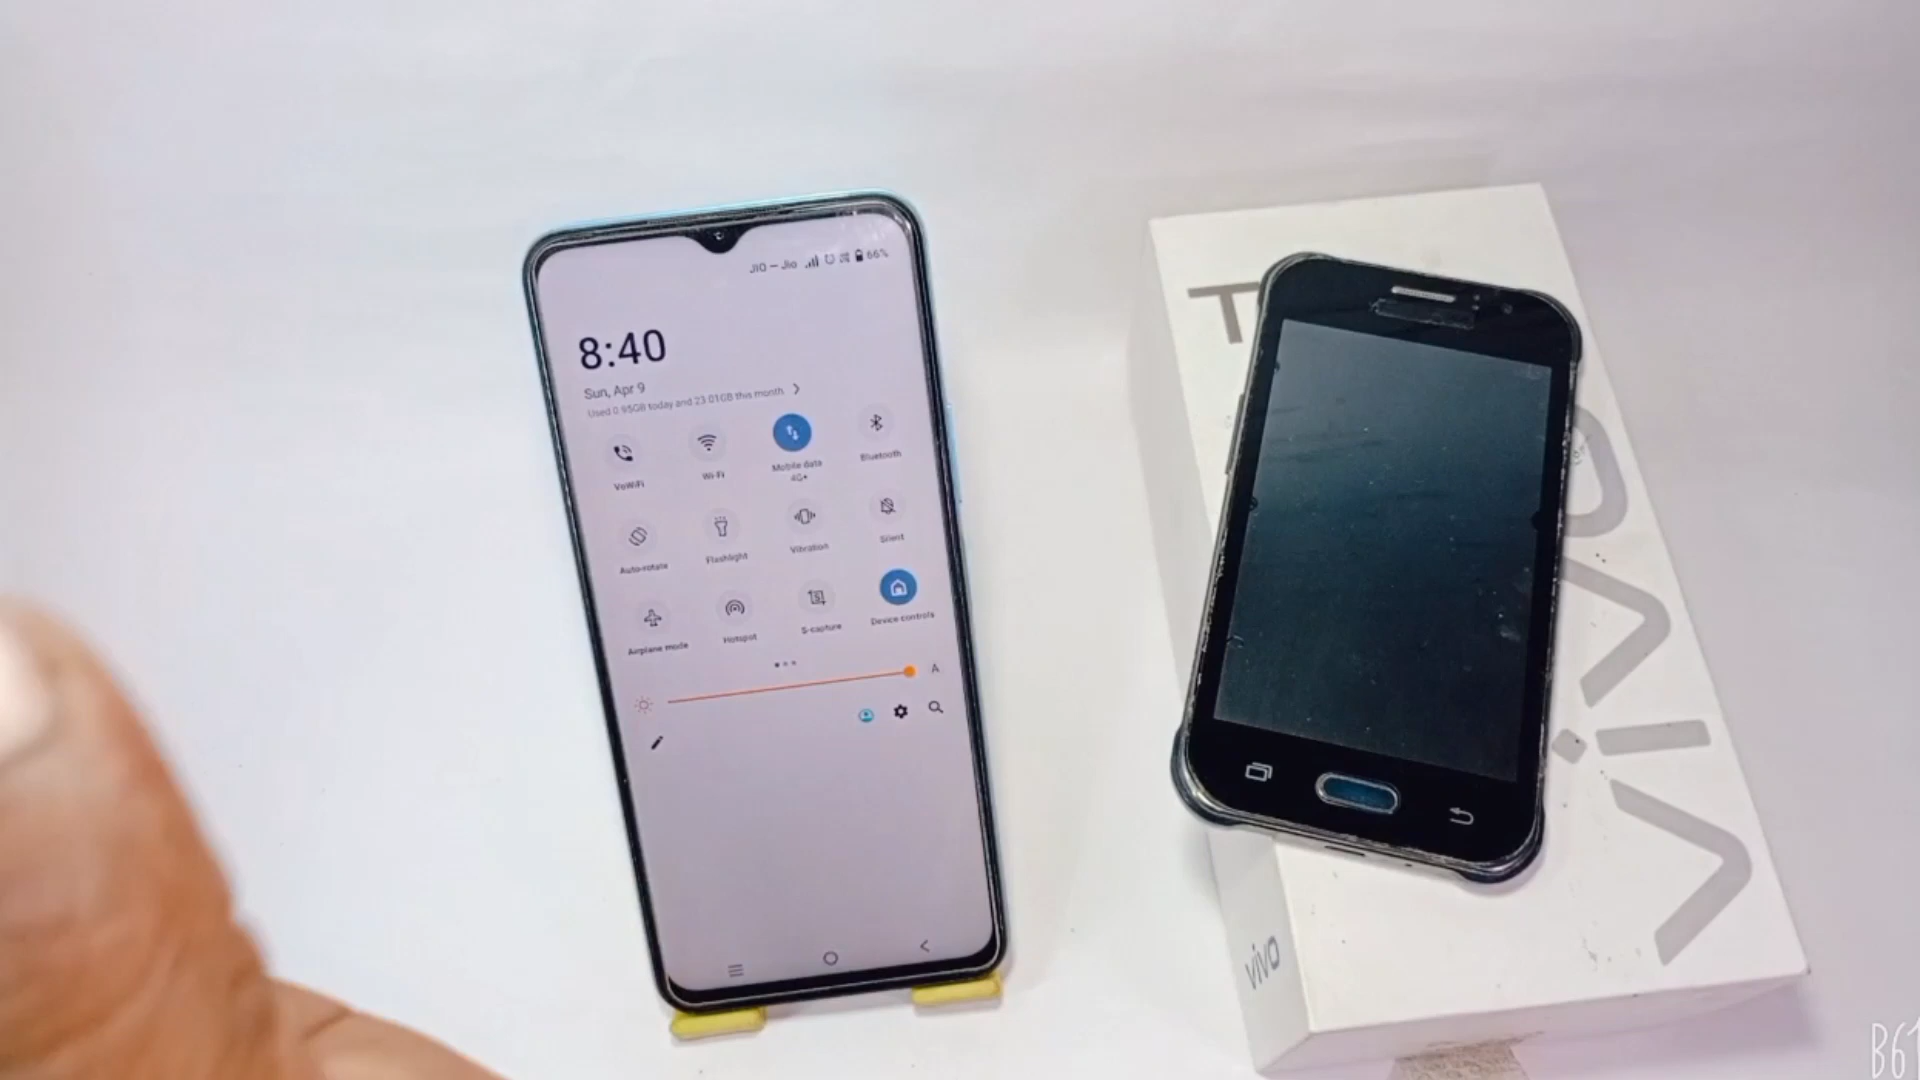 JIO — Jio 66%
8:40
Sun, Apr 9
Used 0.95GB today and 23.01GB this month
VoWiFi
Wi-Fi
Mobile data
4G+
Bluetooth
Auto-rotate
Flashlight
Vibration
Silent
Airplane mode
Hotspot
S-capture
Device controls
A
T
vivo
vivo
B61